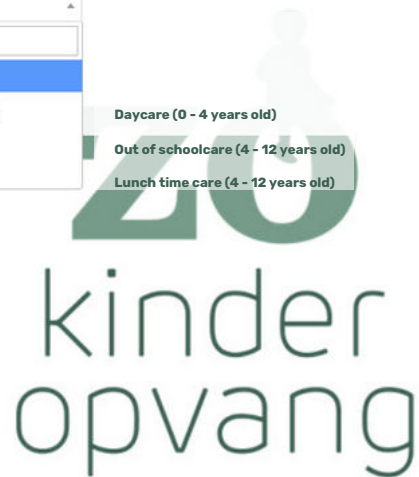 Daycare (0 - 4 years old)
Out of schoolcare (4 - 12 years old)
Lunch time care (4 - 12 years old)
zo
kinder
opvang